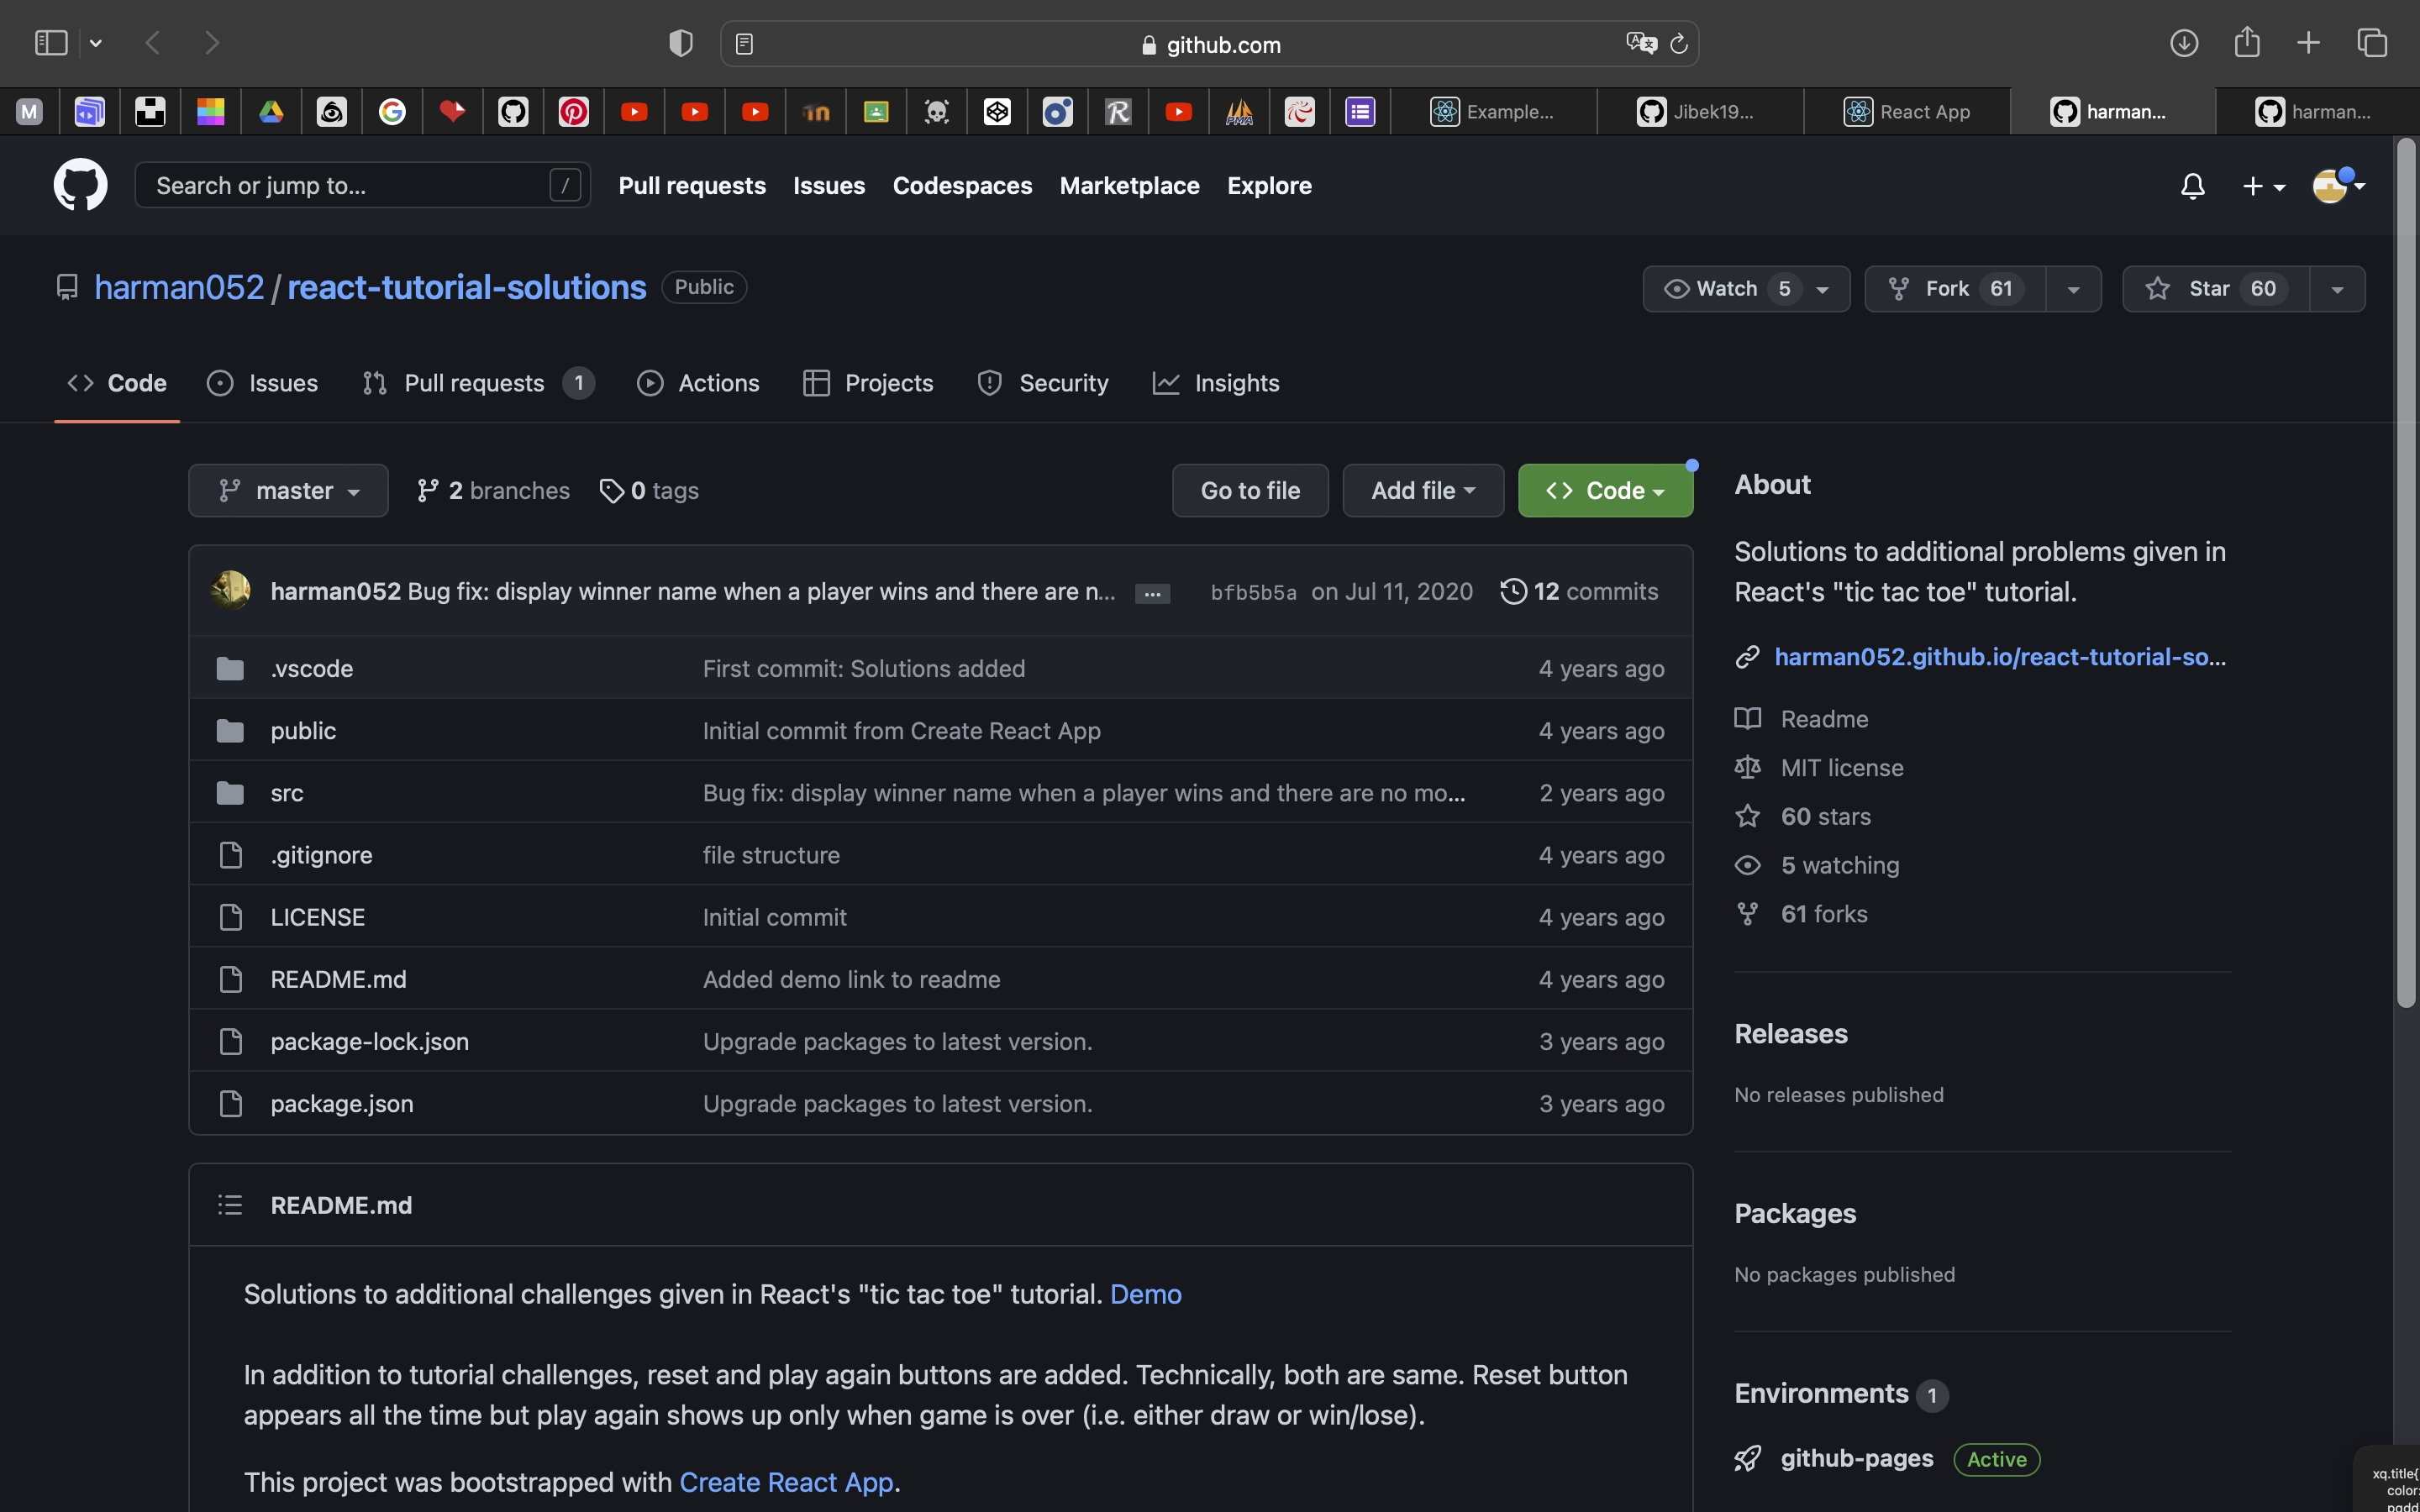 github.com
M
Example...
Jibek19...
React App
harman...
harman...
Search or jump to...
/
Pull requests
Issues
Codespaces
Marketplace
Explore
harman052 / react-tutorial-solutions
Public
Watch 5
Fork 61
Star 60
Code
Issues
Pull requests 1
Actions
Projects
Security
Insights
master
2 branches
0 tags
Go to file
Add file
Code
harman052 Bug fix: display winner name when a player wins and there are n... ... bfb5b5a on Jul 11, 2020 12 commits
.vscode First commit: Solutions added 4 years ago
public Initial commit from Create React App 4 years ago
src Bug fix: display winner name when a player wins and there are no mo... 2 years ago
.gitignore file structure 4 years ago
LICENSE Initial commit 4 years ago
README.md Added demo link to readme 4 years ago
package-lock.json Upgrade packages to latest version. 3 years ago
package.json Upgrade packages to latest version. 3 years ago
README.md
Solutions to additional challenges given in React's "tic tac toe" tutorial. Demo
In addition to tutorial challenges, reset and play again buttons are added. Technically, both are same. Reset button
appears all the time but play again shows up only when game is over (i.e. either draw or win/lose).
This project was bootstrapped with Create React App.
About
Solutions to additional problems given in
React's "tic tac toe" tutorial.
harman052.github.io/react-tutorial-so...
Readme
MIT license
60 stars
5 watching
61 forks
Releases
No releases published
Packages
No packages published
Environments 1
github-pages Active
xq.title{
color: